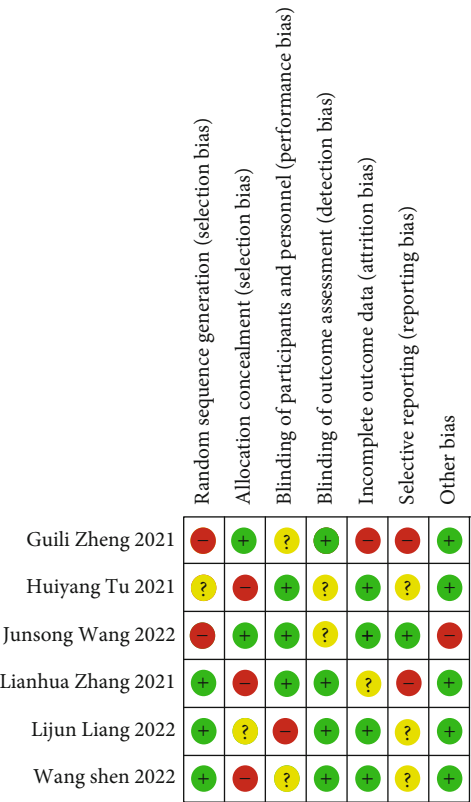 Random sequence generation (selection bias)
Allocation concealment (selection bias)
Blinding of participants and personnel (performance bias)
Blinding of outcome assessment (detection bias)
Incomplete outcome data (attrition bias)
Selective reporting (reporting bias)
Other bias
Guili Zheng 2021 – + ? + – – +
Huiyang Tu 2021 ? – + ? + ? +
Junsong Wang 2022 – + + ? + + –
Lianhua Zhang 2021 + – + + ? – +
Lijun Liang 2022 + ? – + + ? +
Wang shen 2022 + – ? + + ? +